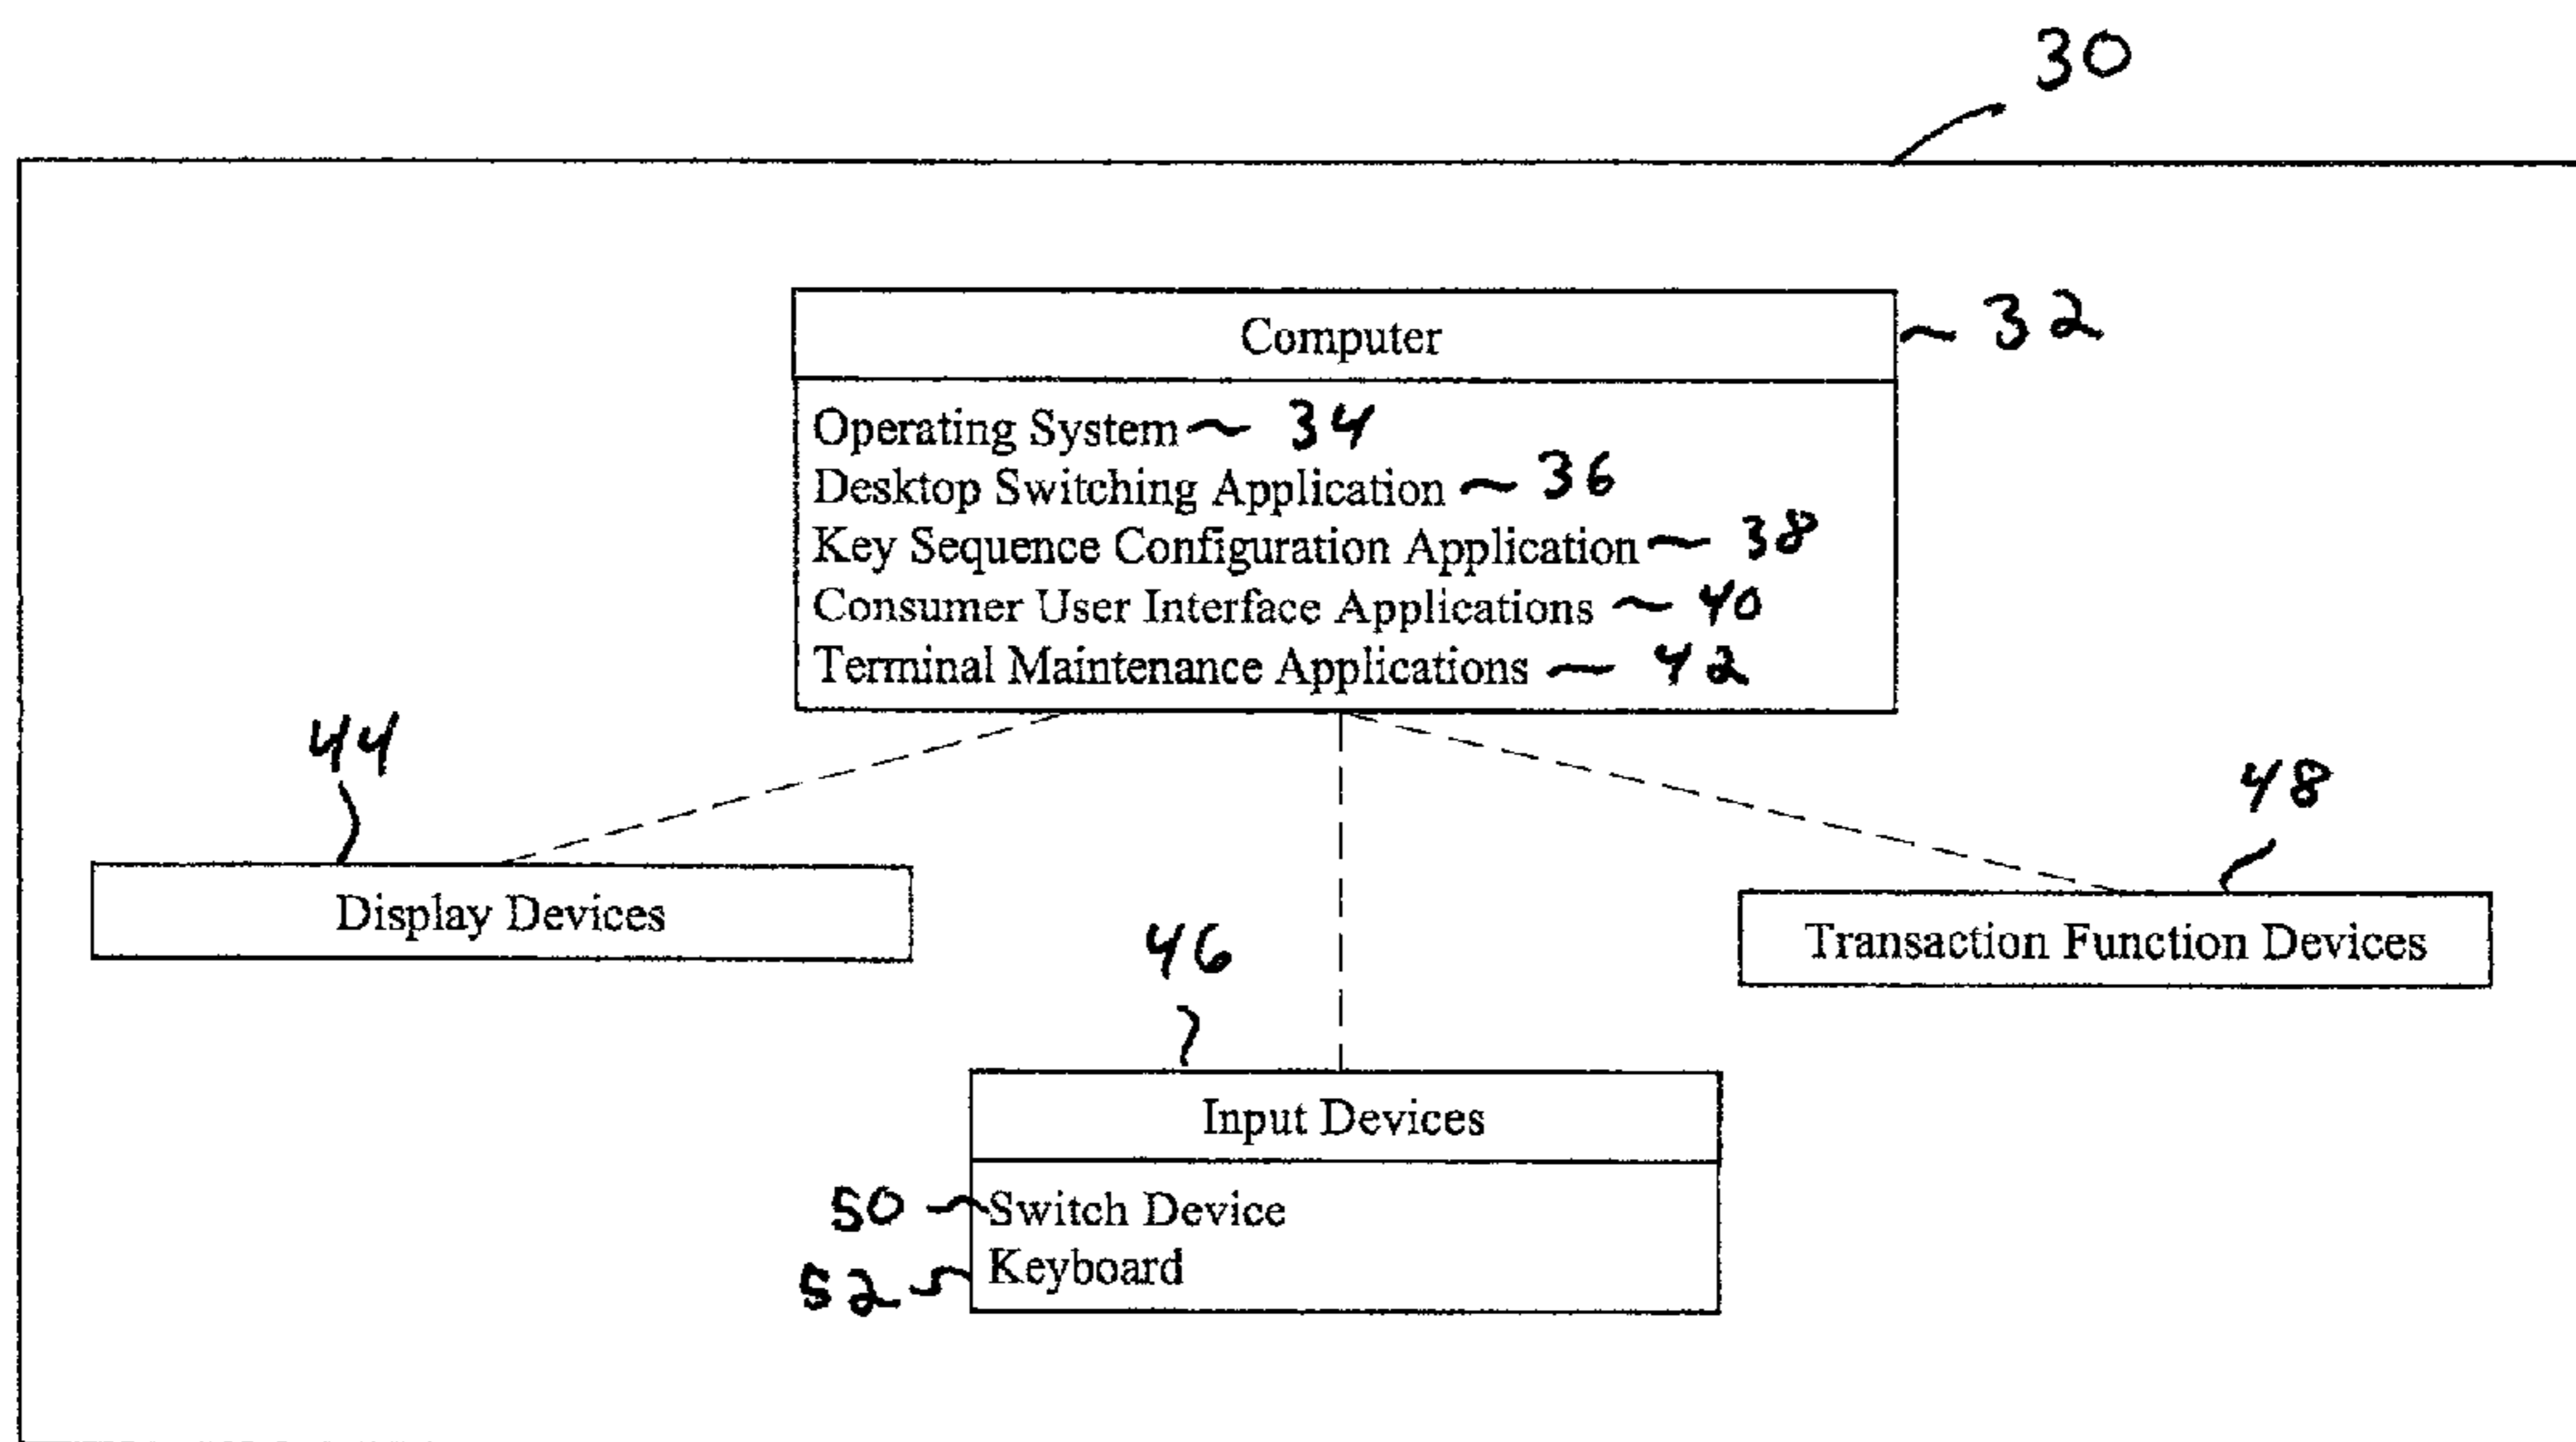 30
Computer ~ 32
Operating System ~ 34
Desktop Switching Application ~ 36
Key Sequence Configuration Application ~ 38
Consumer User Interface Applications ~ 40
Terminal Maintenance Applications ~ 42
44
48
Display Devices
46
Transaction Function Devices
Input Devices
50 ~ Switch Device
52 ~ Keyboard